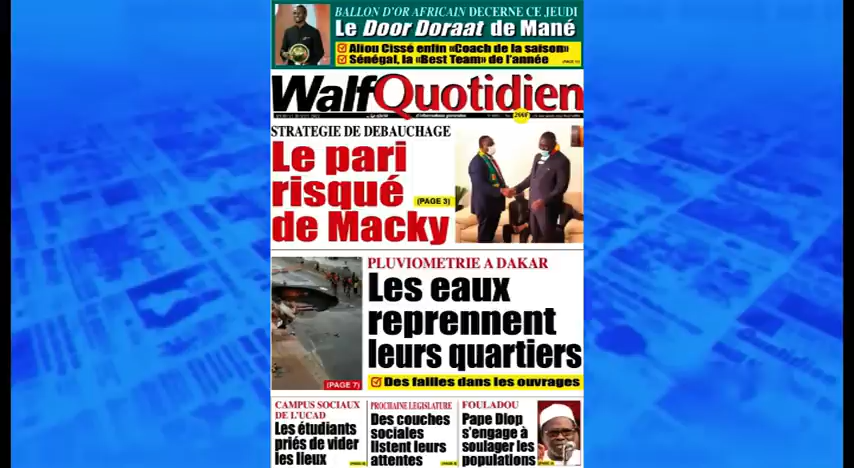 BALLON D'OR AFRICAIN DECERNE CE JEUDI
Le Door Doraat de Mané
Aliou Cissé enfin «Coach de la saison»
Sénégal, la «Best Team» de l'année
WalfQuotidien
d'informations générales
200F
STRATEGIE DE DEBAUCHAGE
Le pari
risqué
(PAGE 3)
de Macky
PLUVIOMETRIE A DAKAR
Les eaux
reprennent
leurs quartiers
(PAGE 7)
Des failles dans les ouvrages
CAMPUS SOCIAUX
DE L'UCAD
Les étudiants
priés de vider
les lieux
PROCHAINE LEGISLATURE
Des couches
sociales
listent leurs
attentes
FOULADOU
Pape Diop
s'engage à
soulager les
populations